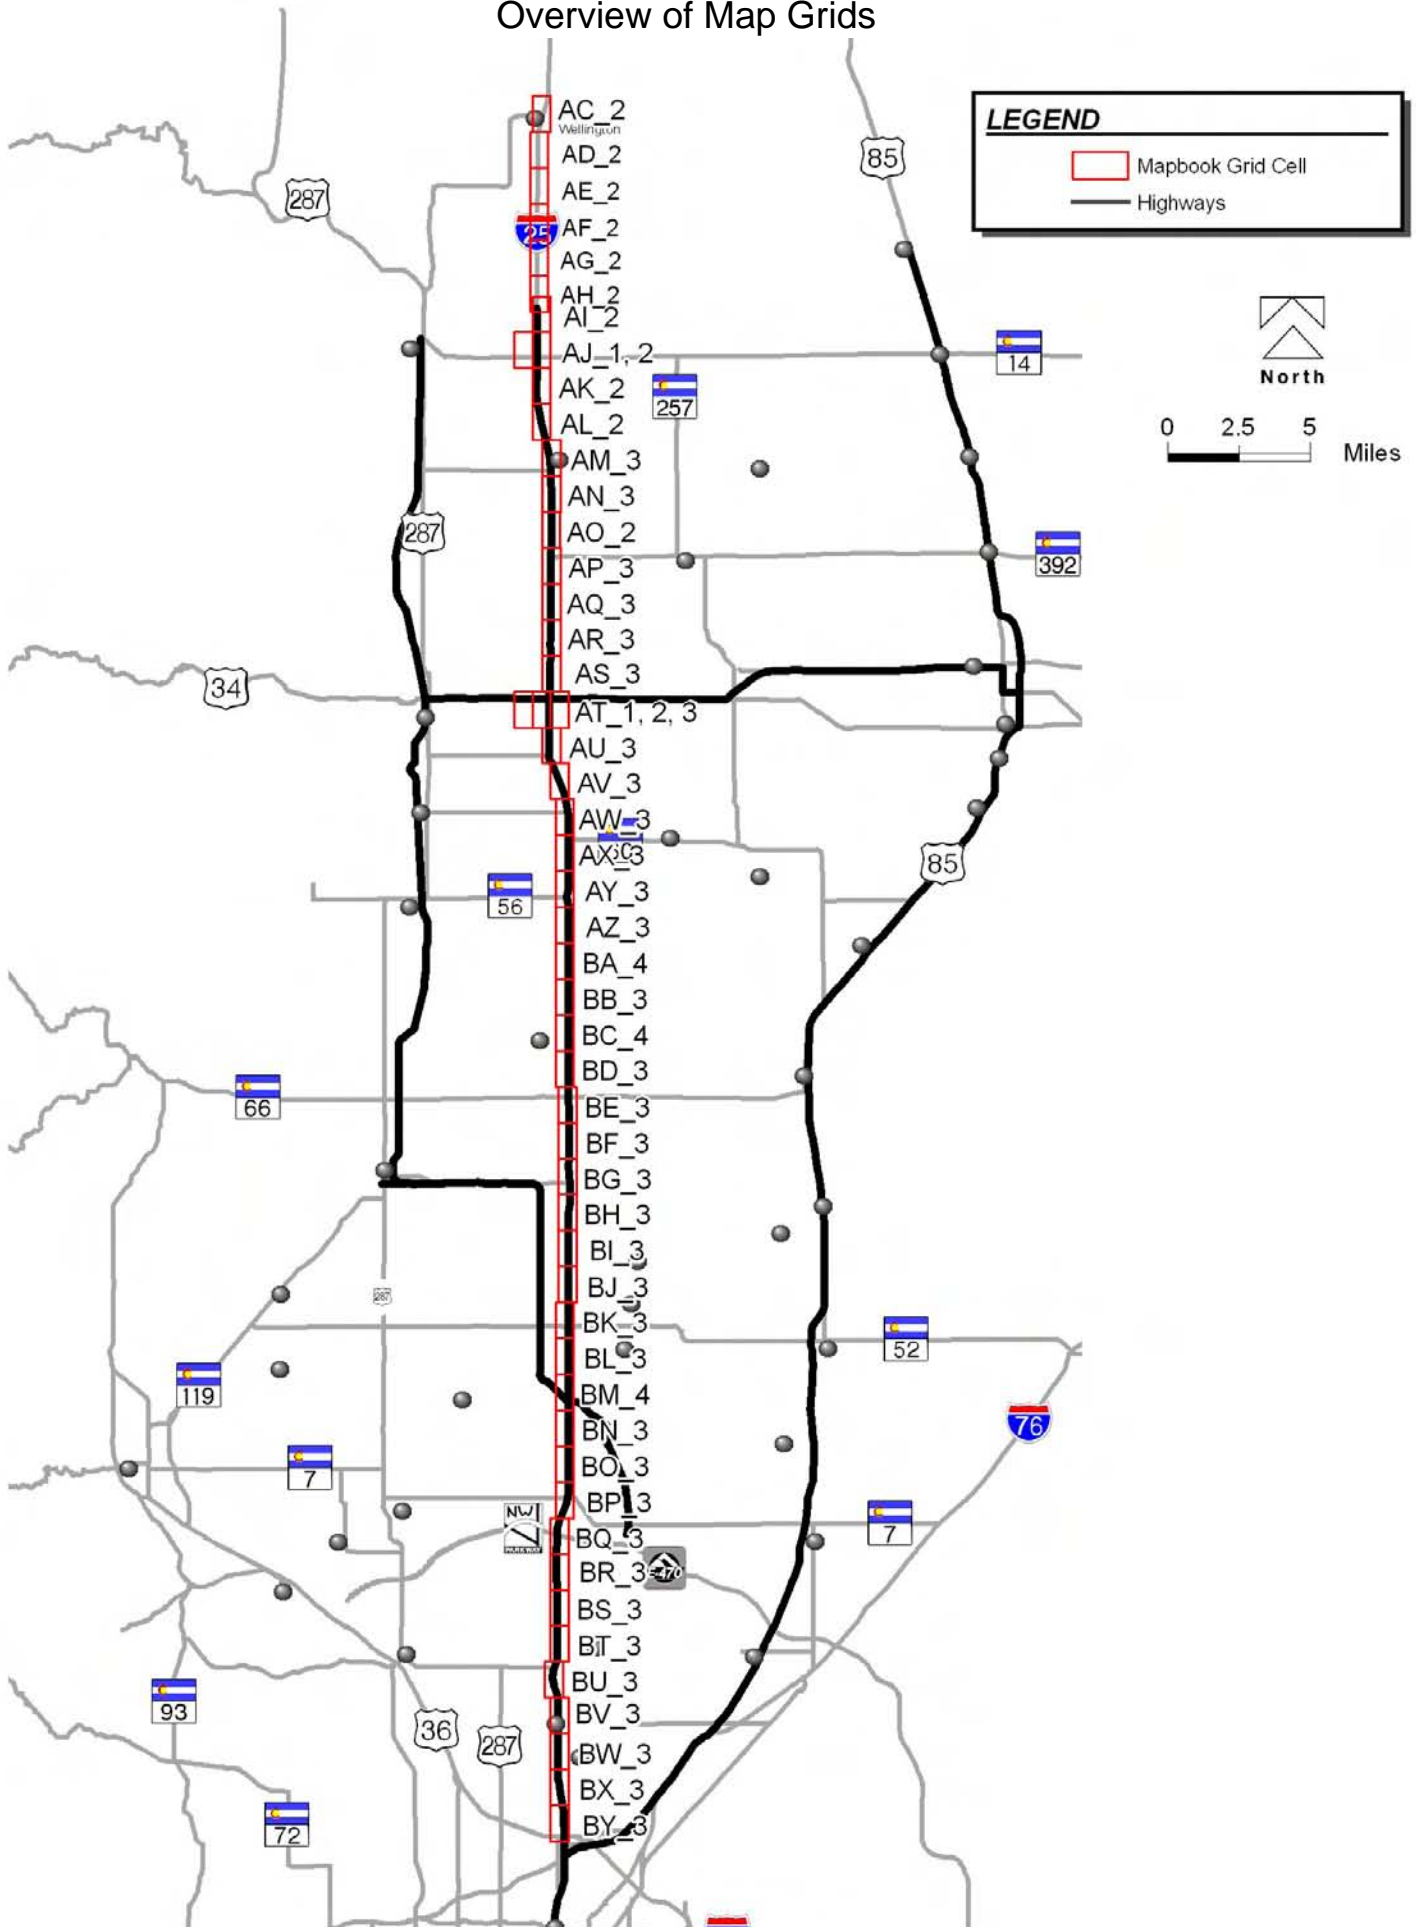 Overview of Map Grids
LEGEND
Mapbook Grid Cell
Highways
North
0 2.5 5 Miles
AC_2
Wellington
85
AD_2
287
AE_2
25
AF_2
AG_2
AH_2
AI_2
AJ_1, 2
14
AK_2
257
AL_2
AM_3
AN_3
287
AO_2
392
AP_3
AQ_3
AR_3
AS_3
34
AT_1, 2, 3
AU_3
AV_3
AW_3
AX_3
85
AY_3
56
AZ_3
BA_4
BB_3
BC_4
BD_3
66
BE_3
BF_3
BG_3
BH_3
BI_3
BJ_3
287
BK_3
52
BL_3
119
BM_4
76
BN_3
BO_3
7
BP_3
NW
PARKWAY
7
BQ_3
BR_3
E-470
BS_3
BT_3
BU_3
93
BV_3
36
287
BW_3
BX_3
72
BY_3